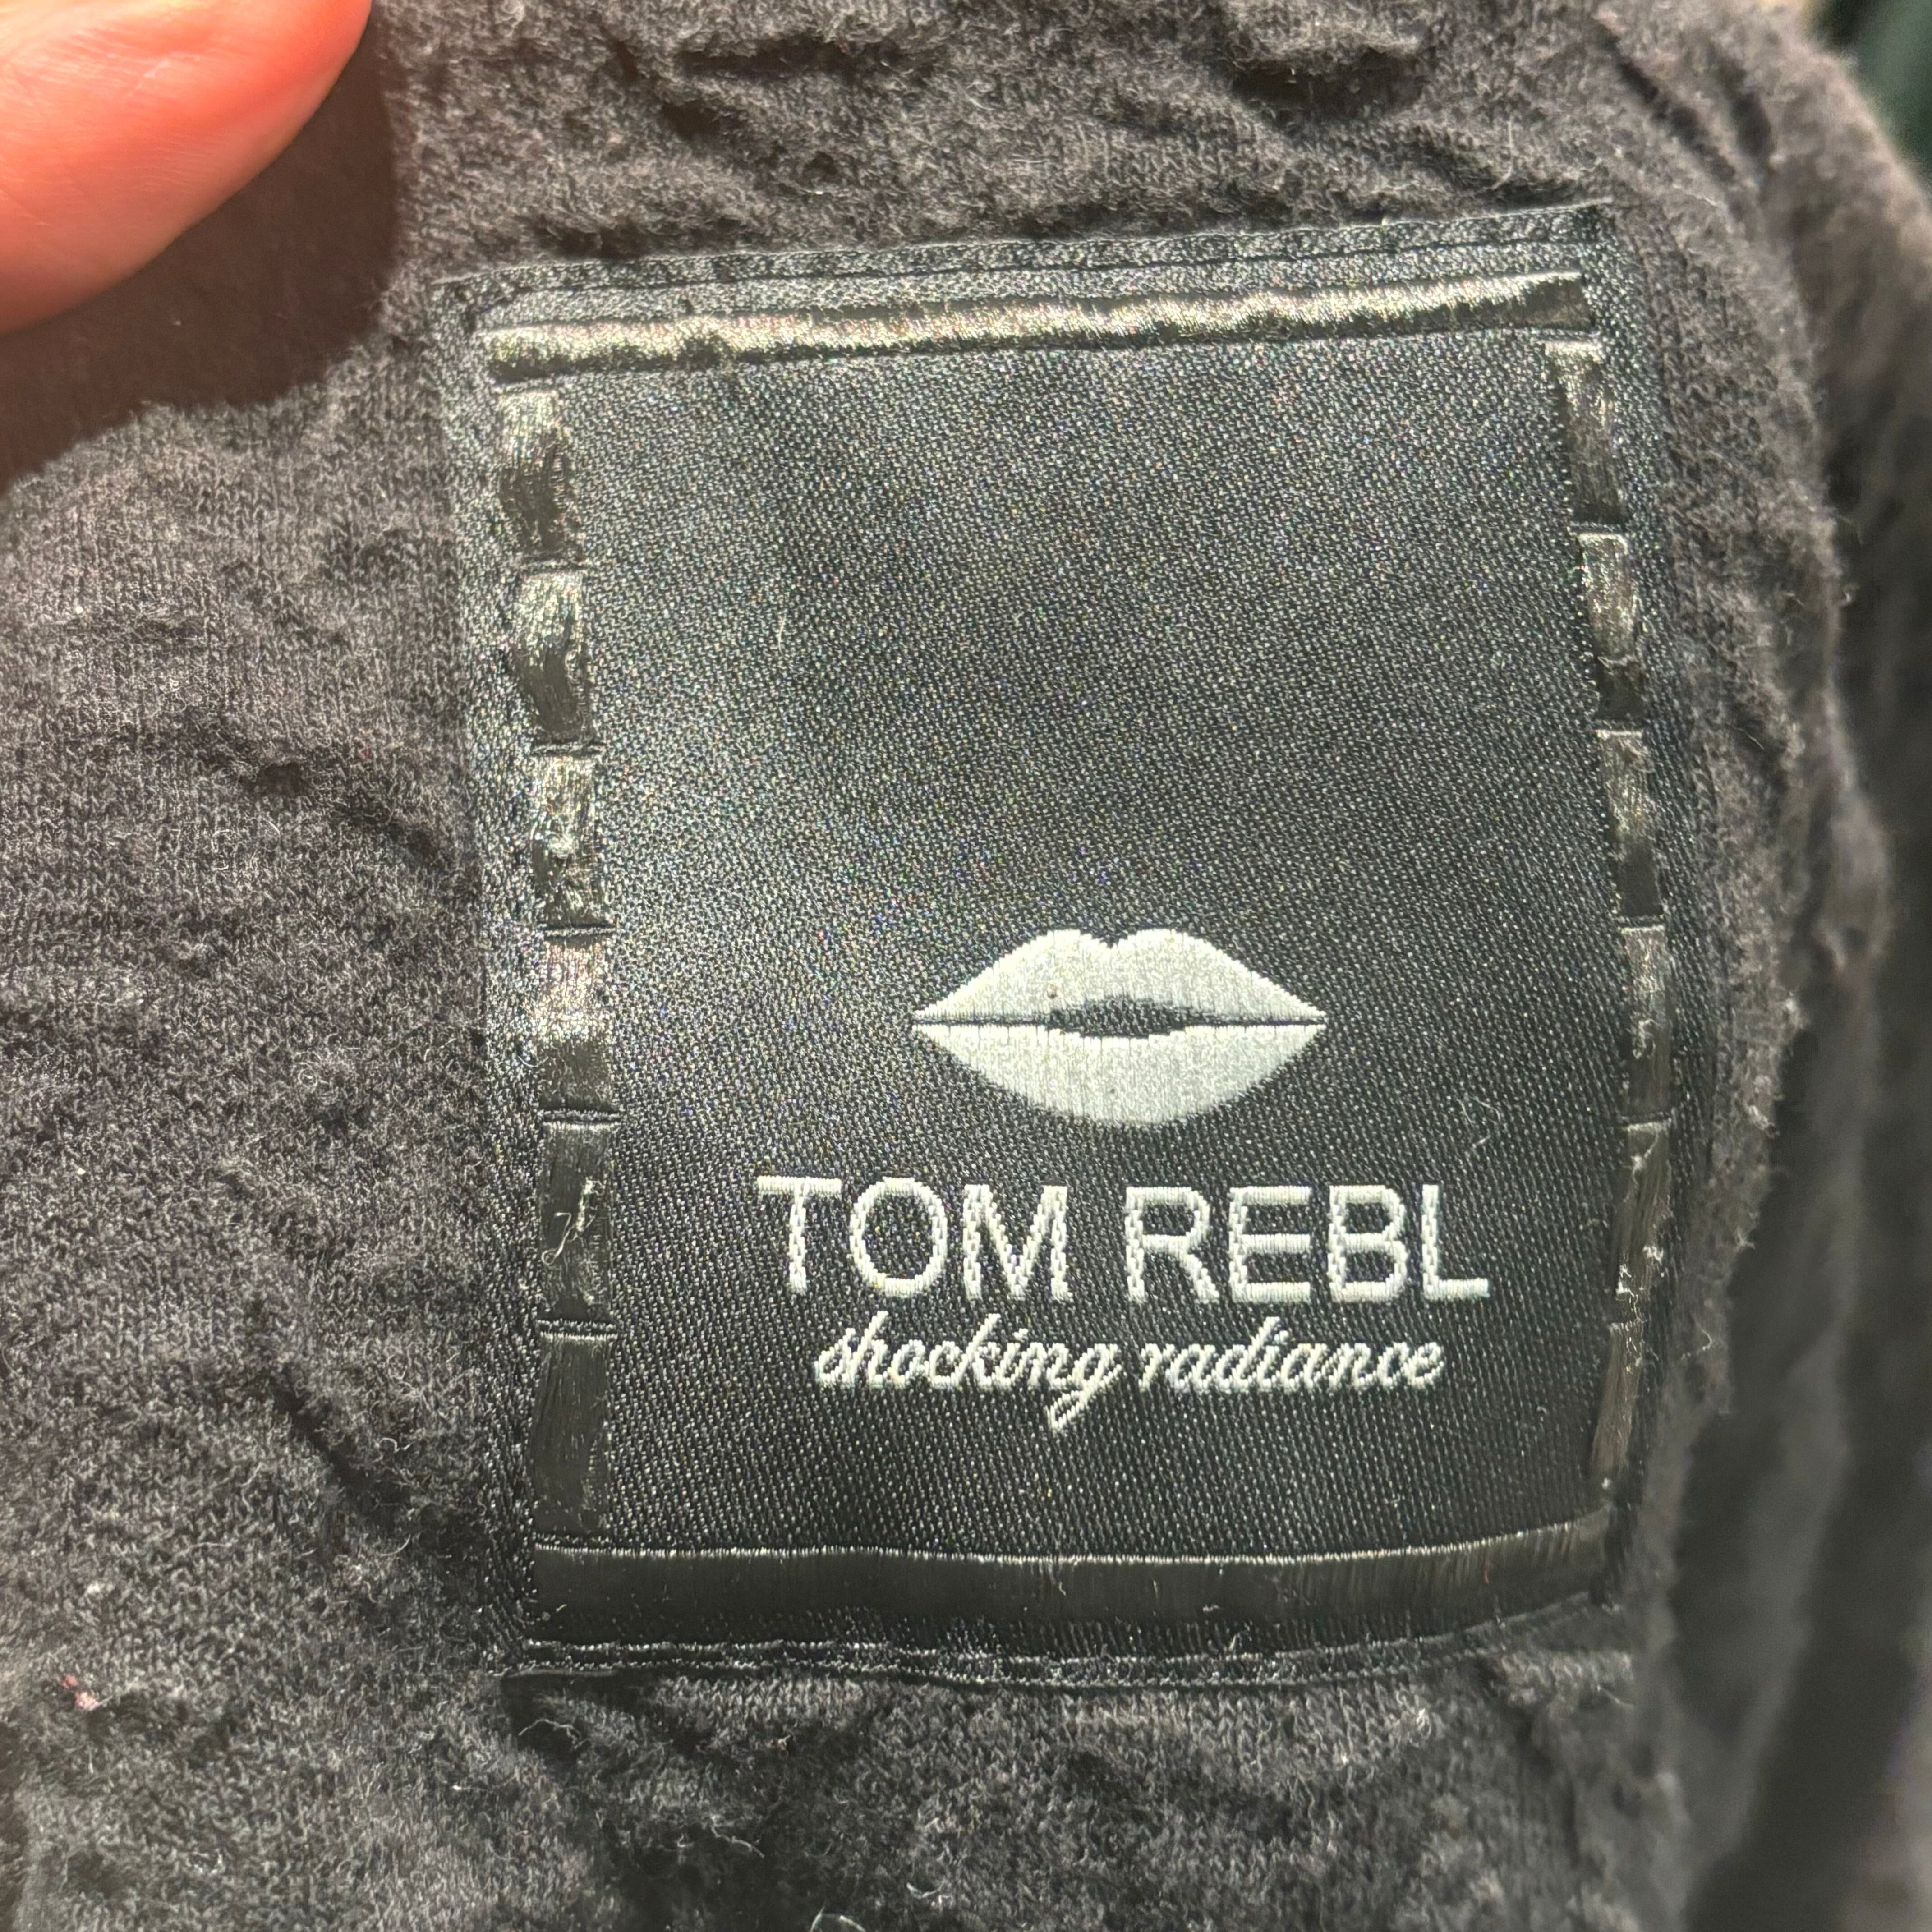 TOM REBL
shocking radiance